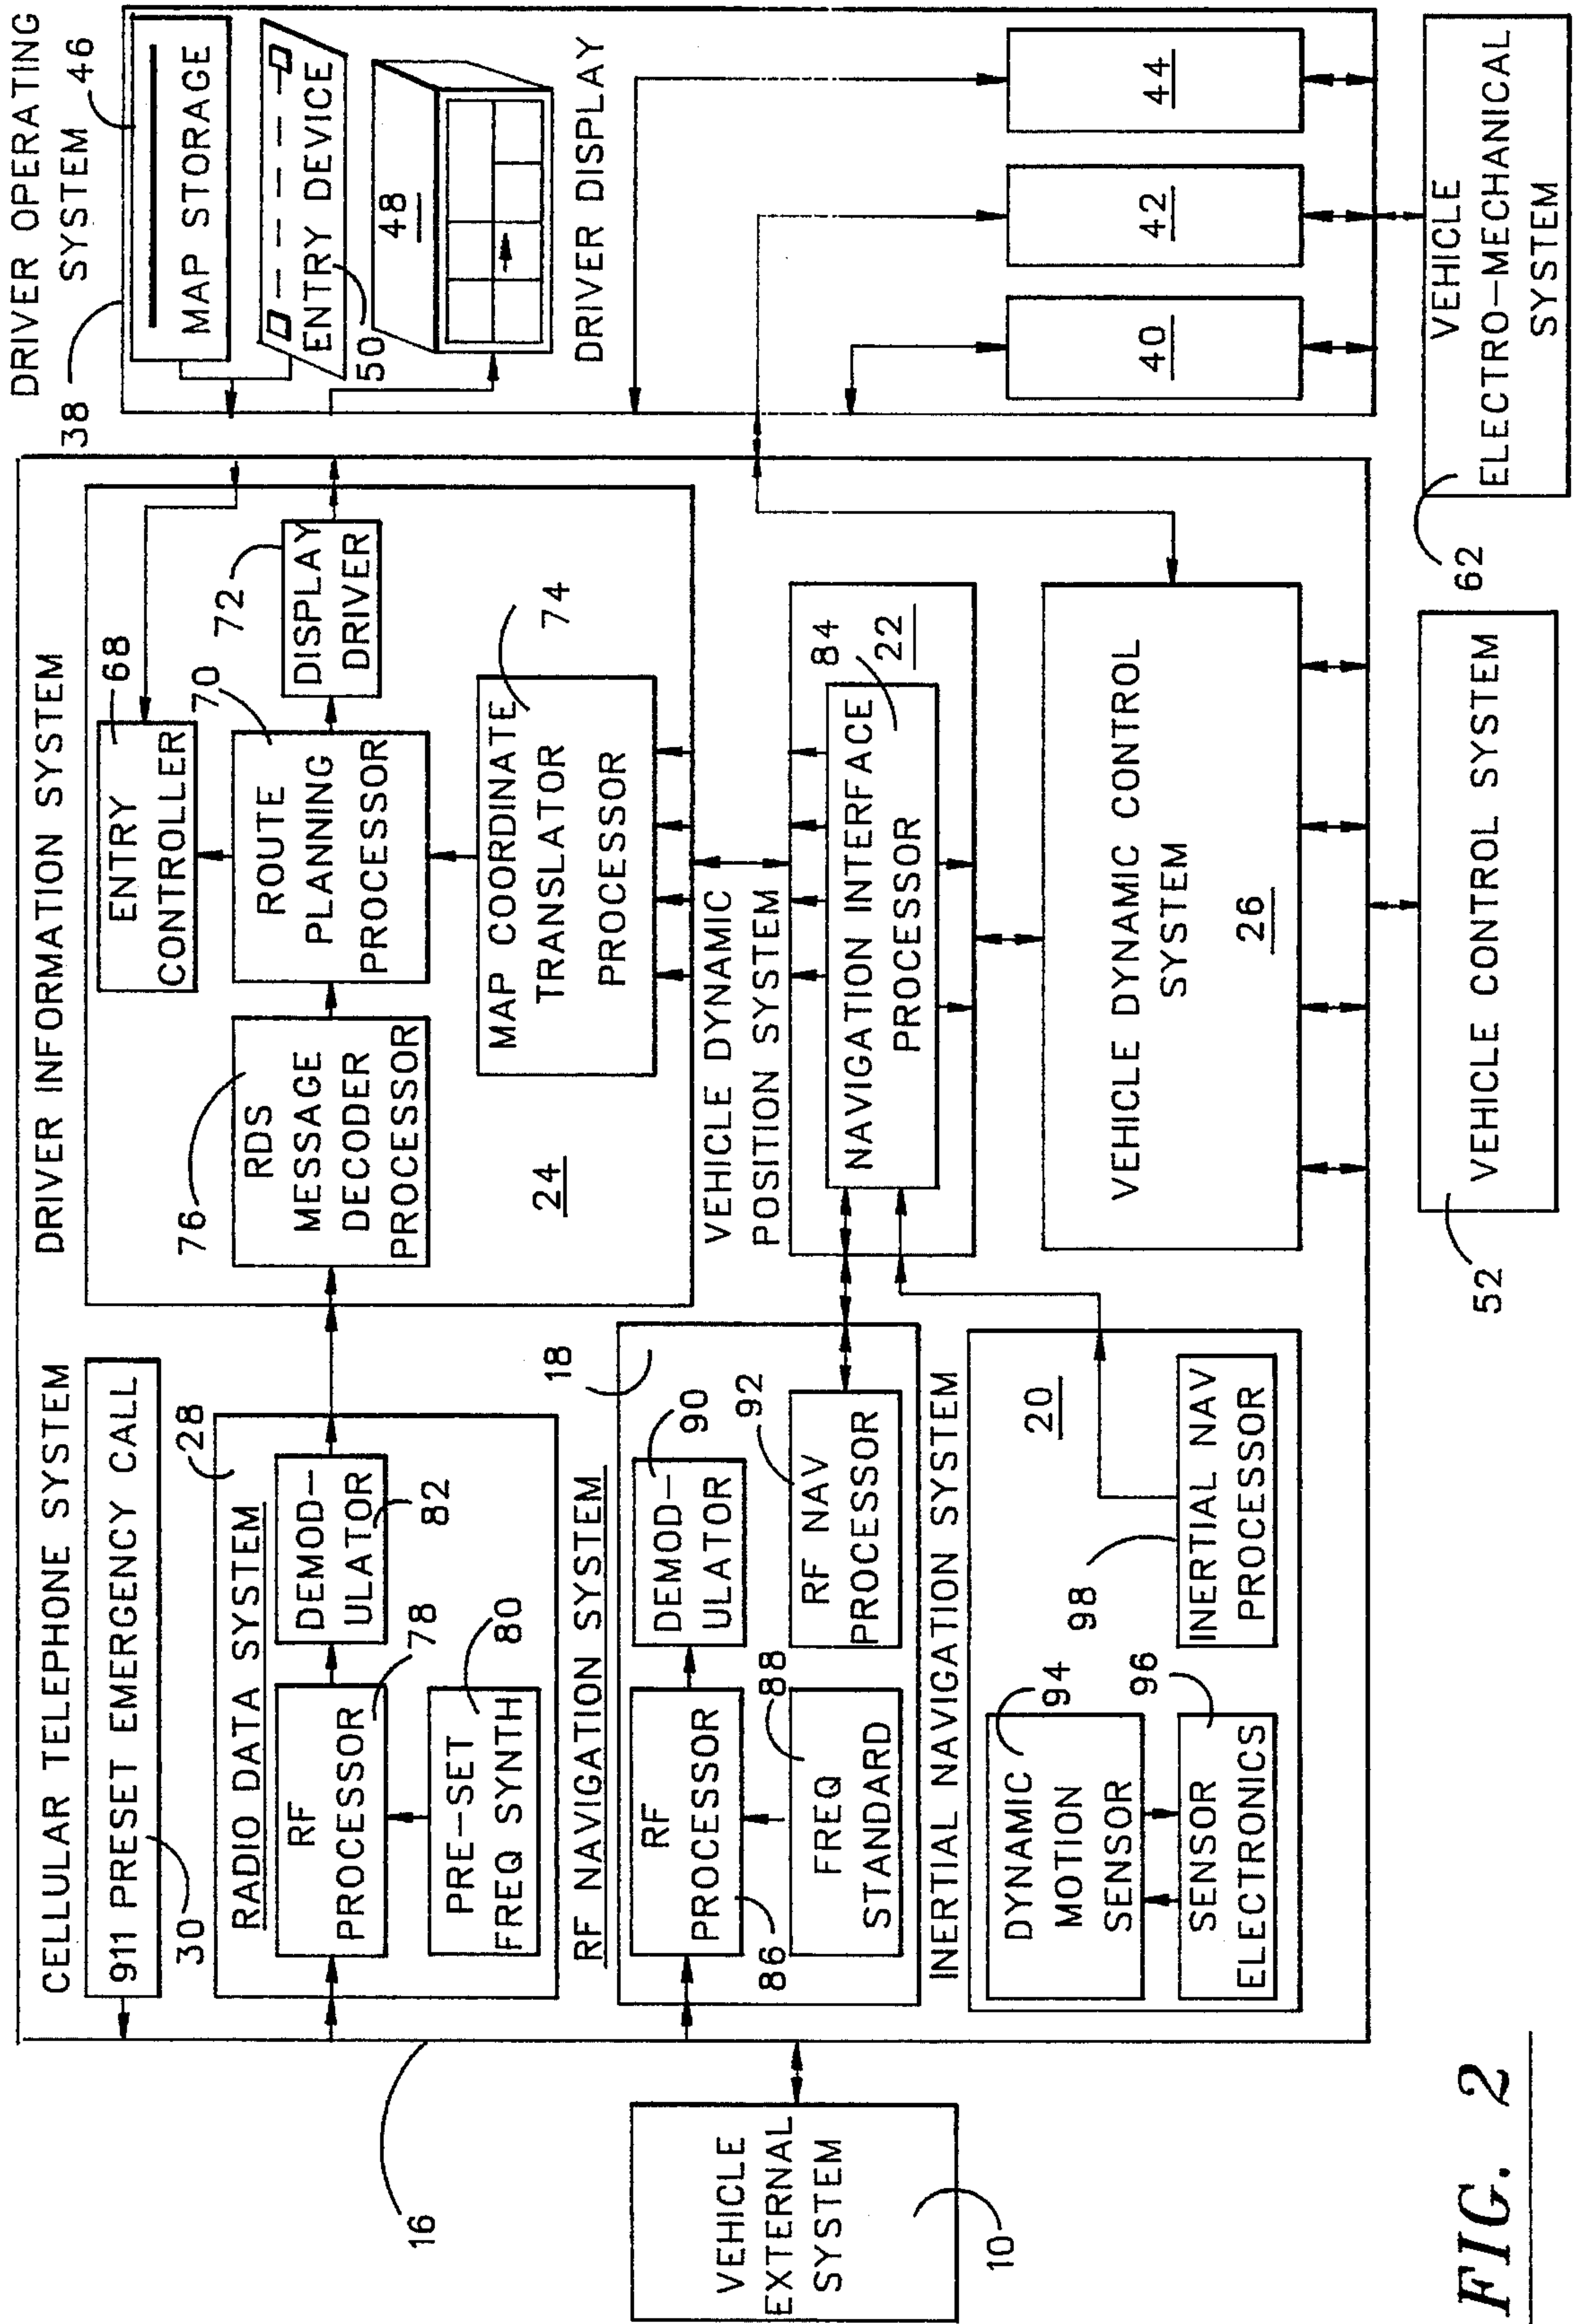 DRIVER OPERATING
SYSTEM
38
46
MAP STORAGE
ENTRY DEVICE
50
48
DRIVER DISPLAY
40
42
44
VEHICLE
ELECTRO-MECHANICAL
SYSTEM
62
DRIVER INFORMATION SYSTEM
ENTRY
CONTROLLER
68
ROUTE
PLANNING
PROCESSOR
70
72
DISPLAY
DRIVER
76
RDS
MESSAGE
DECODER
PROCESSOR
24
MAP COORDINATE
TRANSLATOR
PROCESSOR
74
VEHICLE DYNAMIC
POSITION SYSTEM
NAVIGATION INTERFACE
PROCESSOR
84
22
VEHICLE DYNAMIC CONTROL
SYSTEM
26
VEHICLE CONTROL SYSTEM
52
CELLULAR TELEPHONE SYSTEM
911 PRESET EMERGENCY CALL
30
RADIO DATA SYSTEM
28
RF
PROCESSOR
78
DEMOD-
ULATOR
82
PRE-SET
FREQ SYNTH
80
RF NAVIGATION SYSTEM
18
RF
PROCESSOR
86
DEMOD-
ULATOR
90
FREQ
STANDARD
88
RF NAV
PROCESSOR
92
INERTIAL NAVIGATION SYSTEM
20
DYNAMIC
MOTION
SENSOR
94
SENSOR
ELECTRONICS
96
INERTIAL NAV
PROCESSOR
98
16
VEHICLE
EXTERNAL
SYSTEM
10
FIG. 2